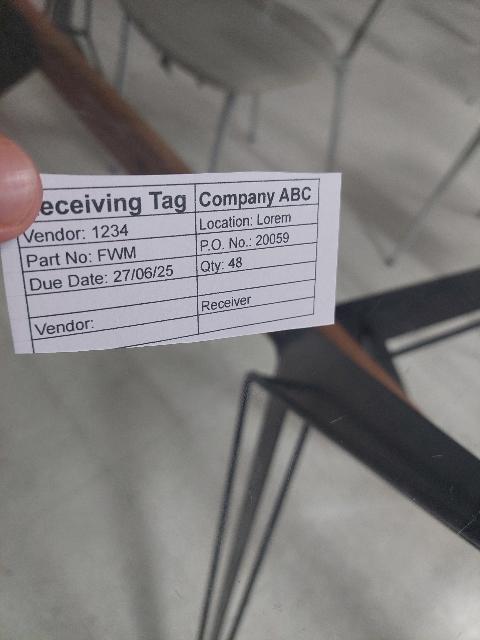 eceiving Tag Company ABC
Vendor: 1234 Location: Lorem
Part No: FWM P.O. No.: 20059
Due Date: 27/06/25 Qty: 48
Vendor: Receiver